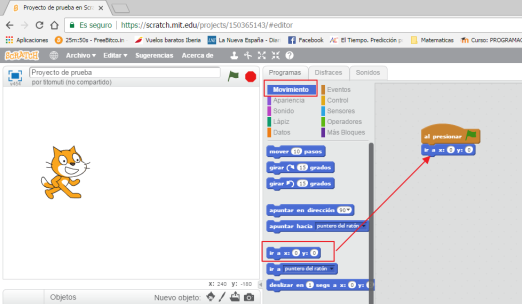 Proyecto de prueba en Scr
Es seguro https://scratch.mit.edu/projects/150365143/#editor
Aplicaciones 25m:50s - FreeBitco.in Vuelos baratos Iberia La Nueva España - Dia Facebook El Tiempo. Predicción p Matematicas Curso: PROGRAMAC
SCRATCH Archivo Editar Sugerencias Acerca de
Proyecto de prueba
por titomuti (no compartido)
Programas Disfraces Sonidos
Movimiento Eventos
Apariencia Control
Sonido Sensores
Lápiz Operadores
Datos Más Bloques
al presionar
ir a x: 0 y: 0
mover 10 pasos
girar 15 grados
girar 15 grados
apuntar en dirección 90
apuntar hacia puntero del ratón
ir a x: 0 y: 0
ir a puntero del ratón
deslizar en 1 segs a x: 0 y:
X: 240 y: -180
Objetos Nuevo objeto: